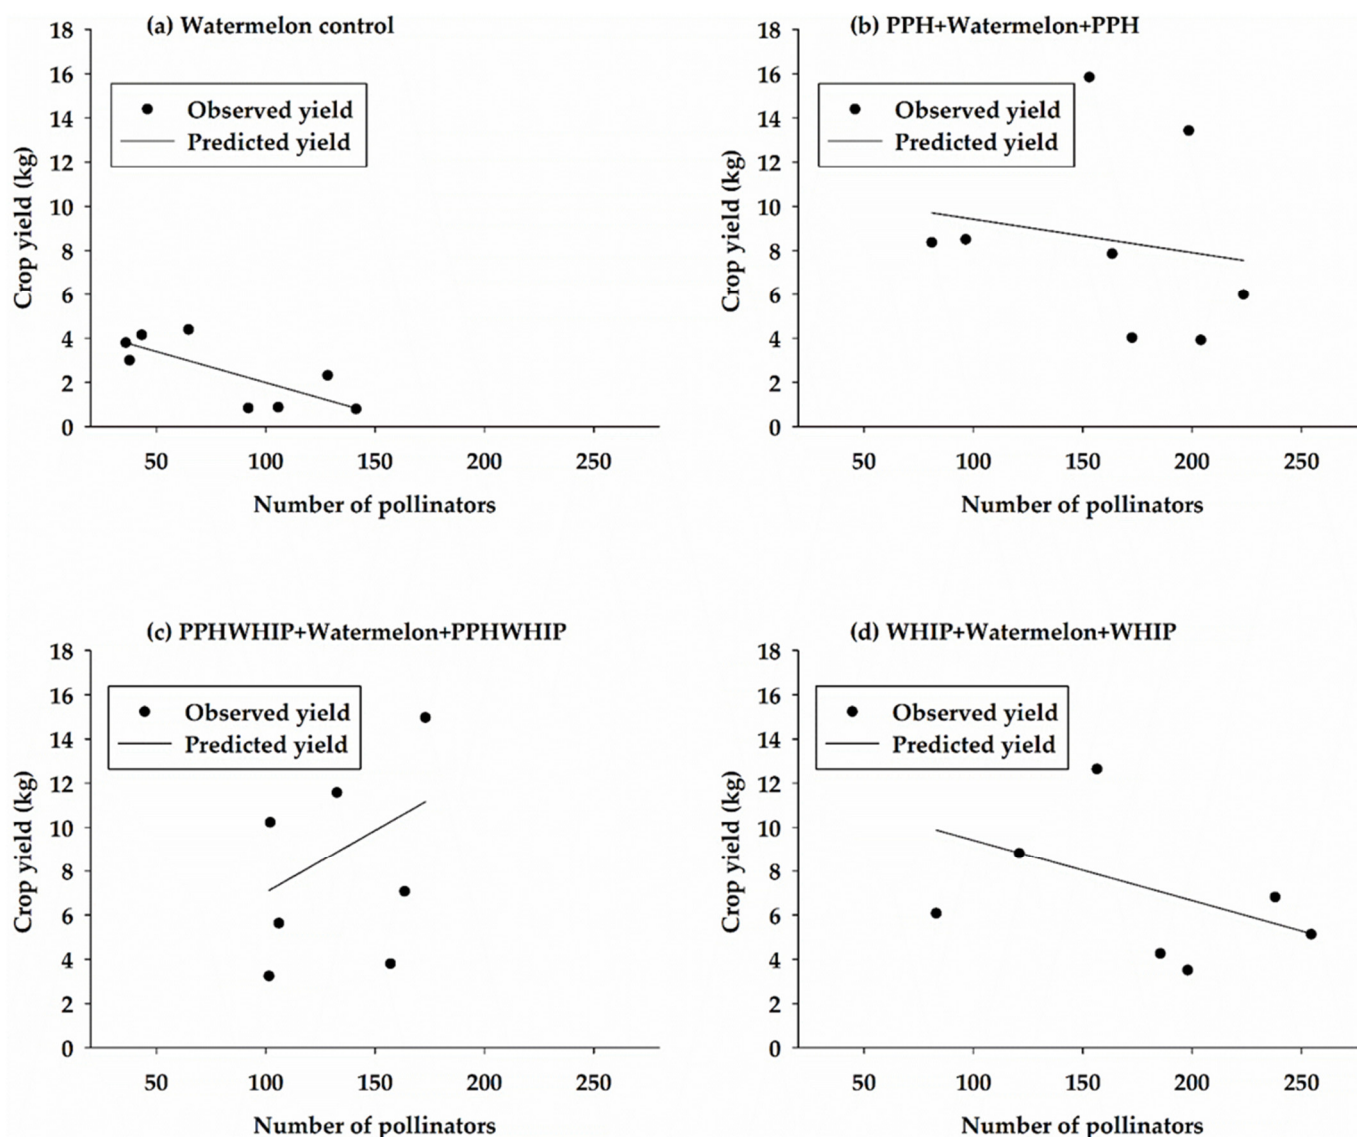 (a) Watermelon control
18
16
14
12
10
8
6
4
2
0
Observed yield
Predicted yield
Crop yield (kg)
50 100 150 200 250
Number of pollinators
(b) PPH+Watermelon+PPH
18
16
14
12
10
8
6
4
2
0
Observed yield
Predicted yield
Crop yield (kg)
50 100 150 200 250
Number of pollinators
(c) PPHWHIP+Watermelon+PPHWHIP
18
16
14
12
10
8
6
4
2
0
Observed yield
Predicted yield
Crop yield (kg)
50 100 150 200 250
Number of pollinators
(d) WHIP+Watermelon+WHIP
18
16
14
12
10
8
6
4
2
0
Observed yield
Predicted yield
Crop yield (kg)
50 100 150 200 250
Number of pollinators